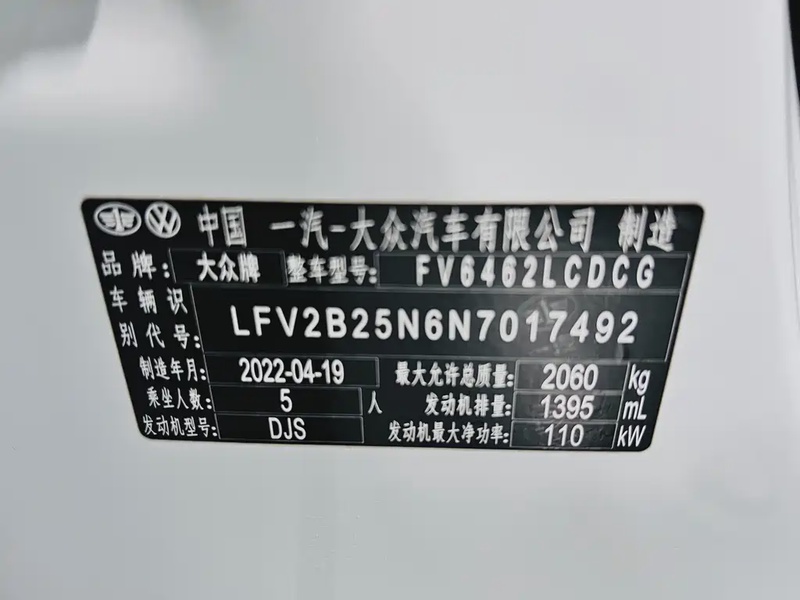 中国 一汽-大众汽车有限公司 制造
品牌: 大众牌 整车型号: FV6462LCDCG
车辆识别代号: LFV2B25N6N7017492
制造年月: 2022-04-19 最大允许总质量: 2060 kg
乘坐人数: 5 人 发动机排量: 1395 mL
发动机型号: DJS 发动机最大净功率: 110 kW